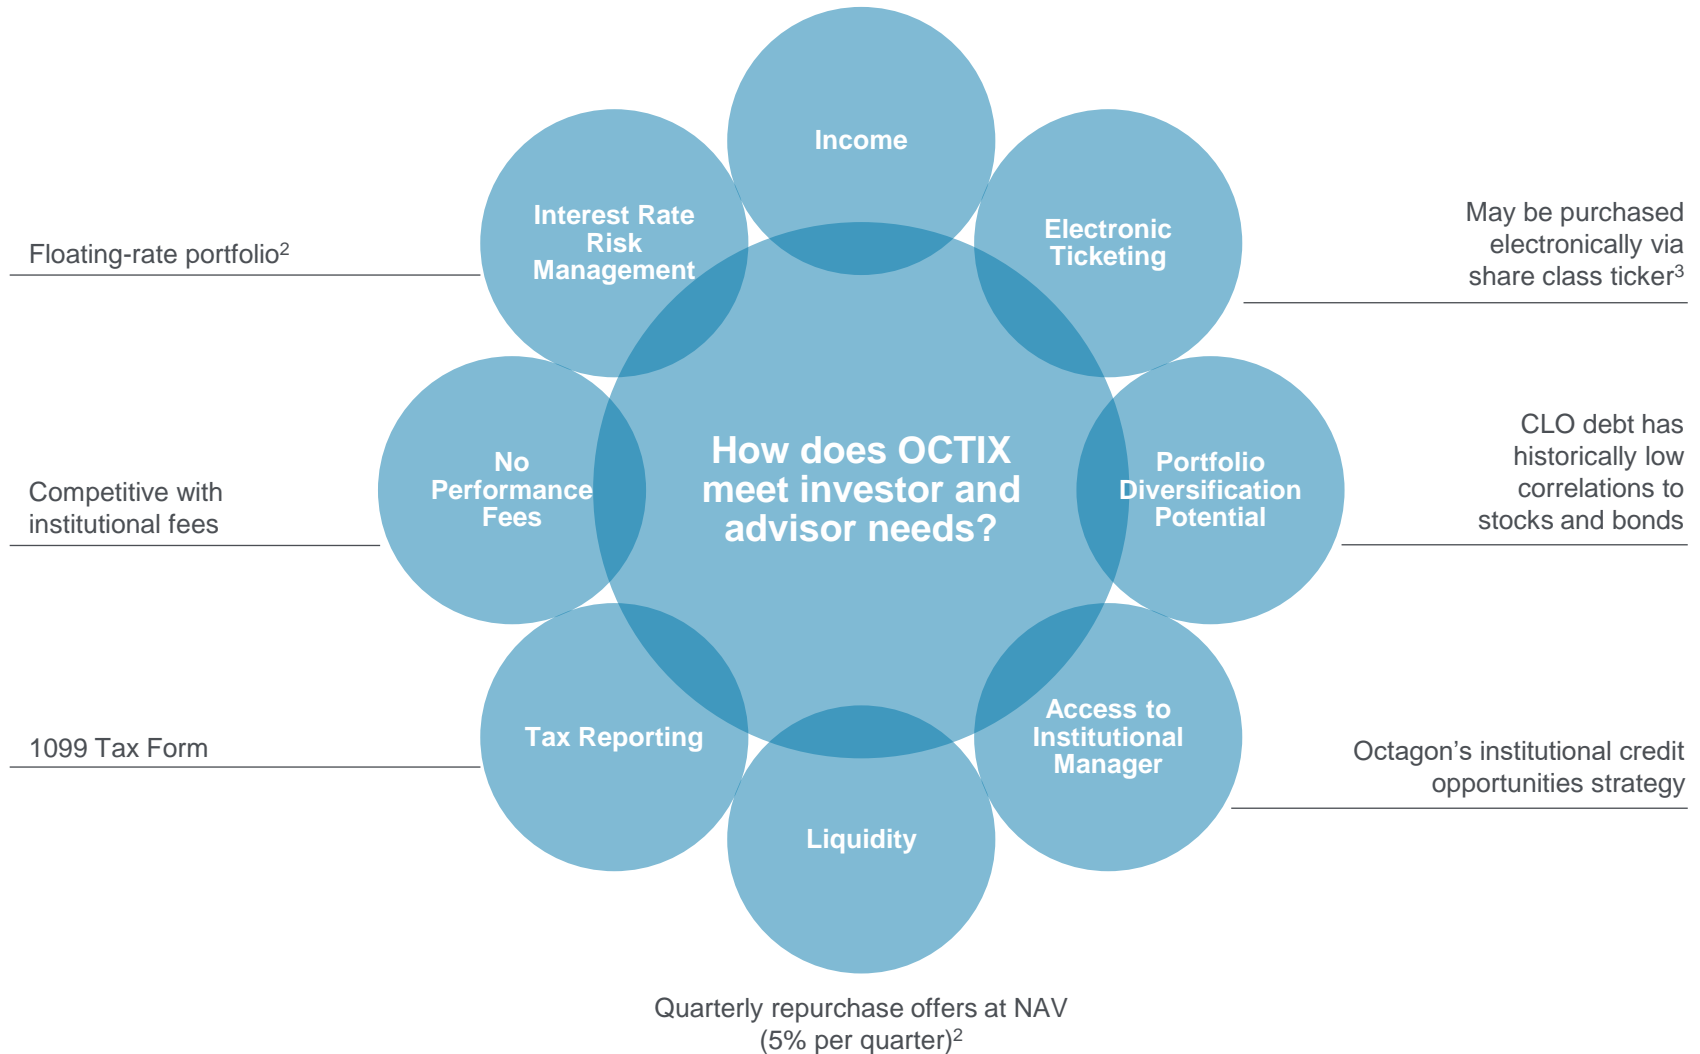 Income
Interest Rate
Risk
Management
Electronic
Ticketing
Floating-rate portfolio²
May be purchased
electronically via
share class ticker³
How does OCTIX
meet investor and
advisor needs?
No
Performance
Fees
Portfolio
Diversification
Potential
Competitive with
institutional fees
CLO debt has
historically low
correlations to
stocks and bonds
Tax Reporting
Access to
Institutional
Manager
1099 Tax Form
Octagon’s institutional credit
opportunities strategy
Liquidity
Quarterly repurchase offers at NAV
(5% per quarter)²